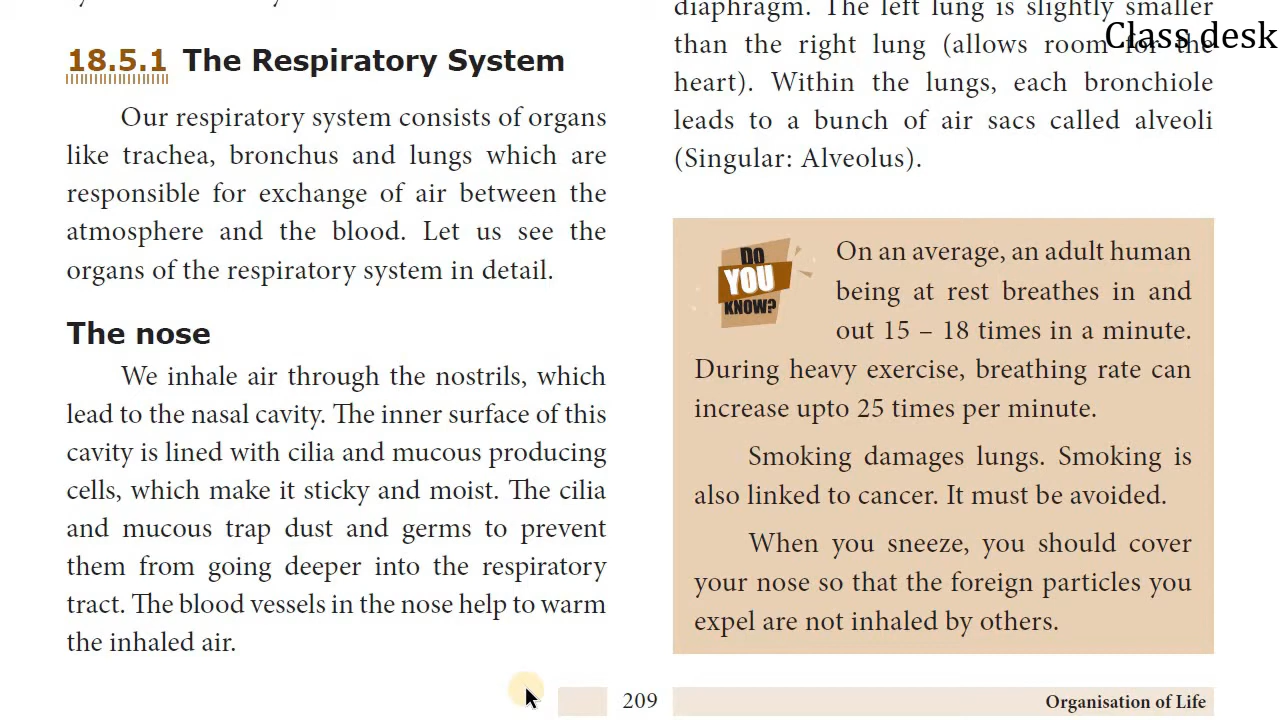 18.5.1 The Respiratory System
Our respiratory system consists of organs
like trachea, bronchus and lungs which are
responsible for exchange of air between the
atmosphere and the blood. Let us see the
organs of the respiratory system in detail.
The nose
We inhale air through the nostrils, which
lead to the nasal cavity. The inner surface of this
cavity is lined with cilia and mucous producing
cells, which make it sticky and moist. The cilia
and mucous trap dust and germs to prevent
them from going deeper into the respiratory
tract. The blood vessels in the nose help to warm
the inhaled air.
diaphragm. The left lung is slightly smaller
than the right lung (allows room for the
heart). Within the lungs, each bronchiole
leads to a bunch of air sacs called alveoli
(Singular: Alveolus).
Class desk
DO
YOU
KNOW?
On an average, an adult human
being at rest breathes in and
out 15 – 18 times in a minute.
During heavy exercise, breathing rate can
increase upto 25 times per minute.
Smoking damages lungs. Smoking is
also linked to cancer. It must be avoided.
When you sneeze, you should cover
your nose so that the foreign particles you
expel are not inhaled by others.
209
Organisation of Life